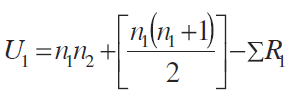 U₁ = n₁n₂ + [n₁(n₁+1)/2] − ΣR₁